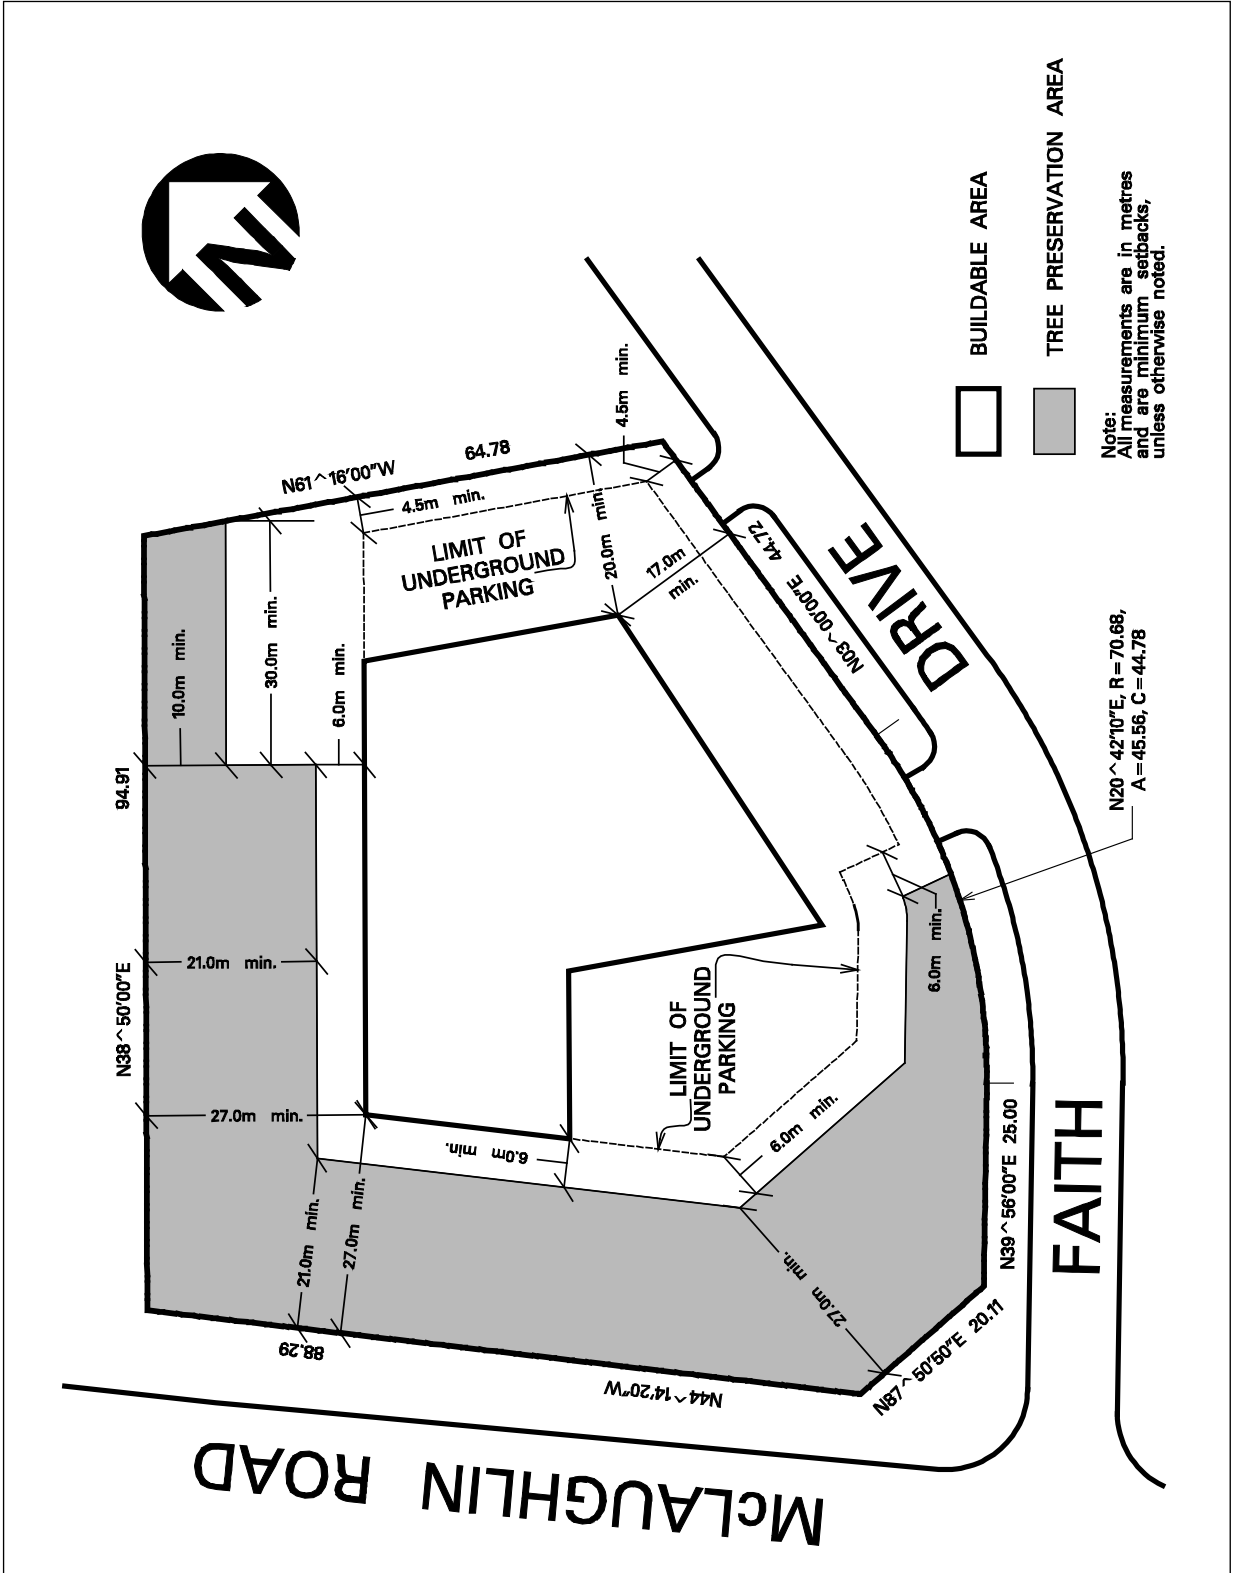 N
N61^16'00"W
64.78
4.5m min.
4.5m min.
LIMIT OF
UNDERGROUND
PARKING
20.0m min.
17.0m
min.
N03^00'00"E 44.72
10.0m min.
30.0m min.
6.0m min.
94.91
N38^50'00"E
21.0m min.
27.0m min.
21.0m min.
27.0m min.
6.0m min.
LIMIT OF
UNDERGROUND
PARKING
6.0m min.
6.0m min.
27.0m min.
88.29
N44^14'20"W
N87^50'50"E 20.11
N39^56'00"E 25.00
N20^42'10"E, R=70.68,
A=45.56, C=44.78
McLAUGHLIN ROAD
FAITH
DRIVE
BUILDABLE AREA
TREE PRESERVATION AREA
Note:
All measurements are in metres
and are minimum setbacks,
unless otherwise noted.